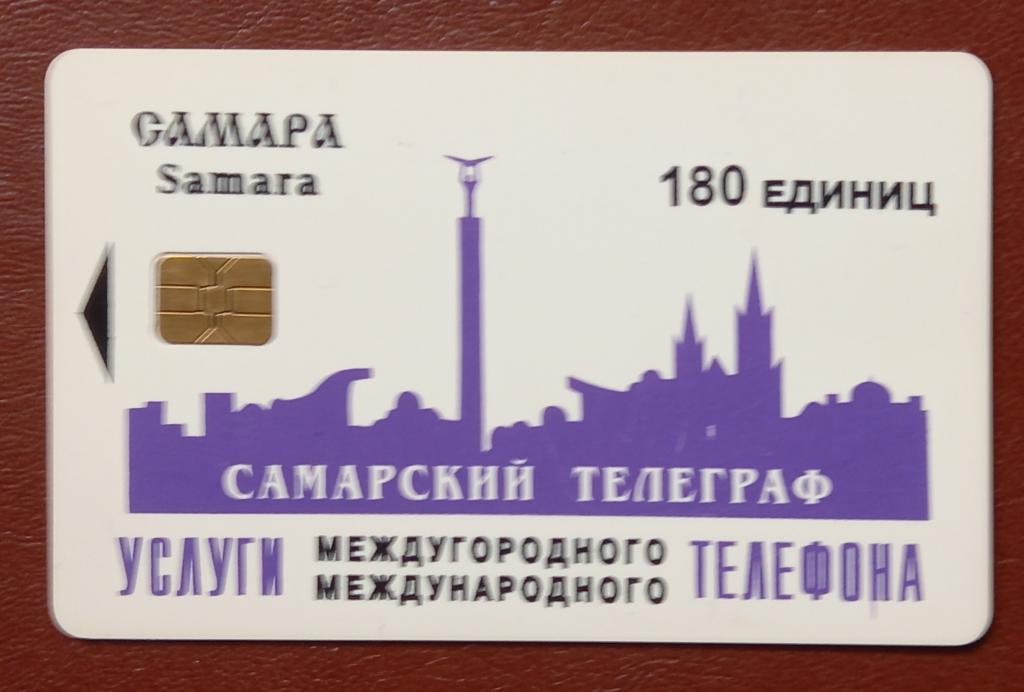 САМАРА
Samara
180 ЕДИНИЦ
САМАРСКИЙ ТЕЛЕГРАФ
УСЛУГИ МЕЖДУГОРОДНОГО ТЕЛЕФОНА
МЕЖДУНАРОДНОГО